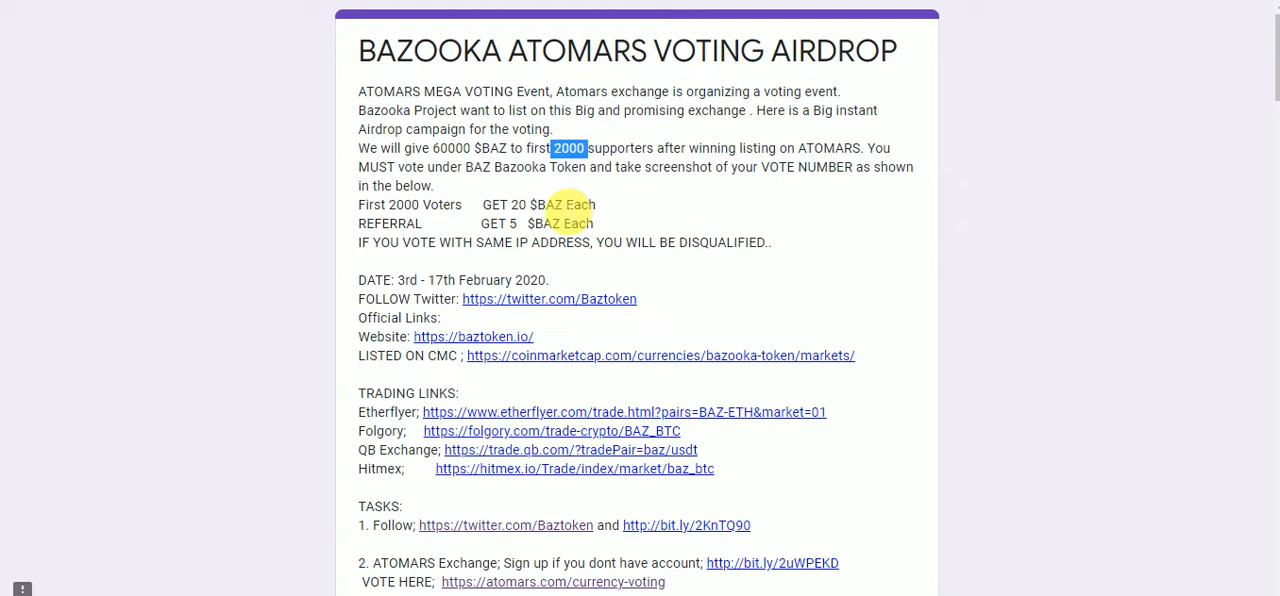 BAZOOKA ATOMARS VOTING AIRDROP
ATOMARS MEGA VOTING Event, Atomars exchange is organizing a voting event.
Bazooka Project want to list on this Big and promising exchange . Here is a Big instant
Airdrop campaign for the voting.
We will give 60000 $BAZ to first 2000 supporters after winning listing on ATOMARS. You
MUST vote under BAZ Bazooka Token and take screenshot of your VOTE NUMBER as shown
in the below.
First 2000 Voters GET 20 $BAZ Each
REFERRAL GET 5 $BAZ Each
IF YOU VOTE WITH SAME IP ADDRESS, YOU WILL BE DISQUALIFIED..
DATE: 3rd - 17th February 2020.
FOLLOW Twitter: https://twitter.com/Baztoken
Official Links:
Website: https://baztoken.io/
LISTED ON CMC ; https://coinmarketcap.com/currencies/bazooka-token/markets/
TRADING LINKS:
Etherflyer; https://www.etherflyer.com/trade.html?pairs=BAZ-ETH&market=01
Folgory; https://folgory.com/trade-crypto/BAZ_BTC
QB Exchange; https://trade.qb.com/?tradePair=baz/usdt
Hitmex; https://hitmex.io/Trade/index/market/baz_btc
TASKS:
1. Follow; https://twitter.com/Baztoken and http://bit.ly/2KnTQ90
2. ATOMARS Exchange; Sign up if you dont have account; http://bit.ly/2uWPEKD
VOTE HERE; https://atomars.com/currency-voting